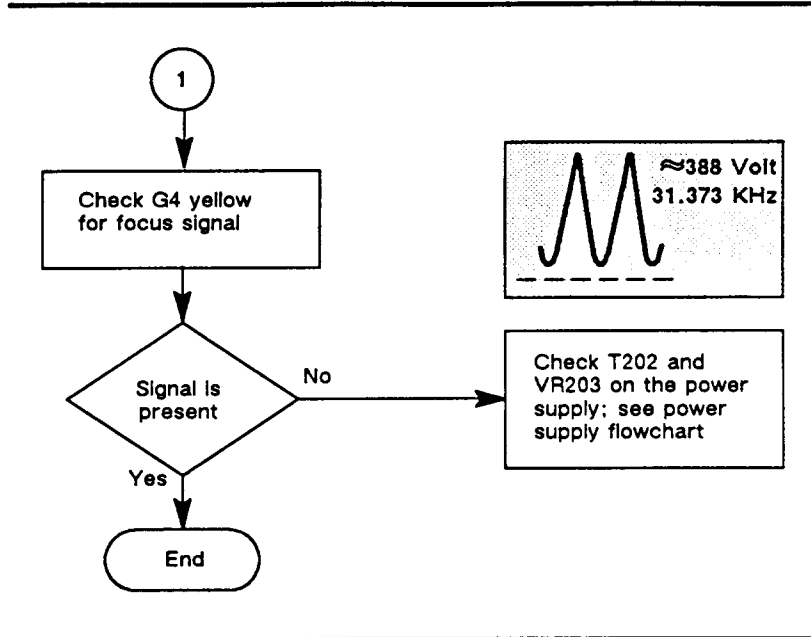 1
Check G4 yellow
for focus signal
≈388 Volt
31.373 KHz
Signal is
present
No
Check T202 and
VR203 on the power
supply; see power
supply flowchart
Yes
End